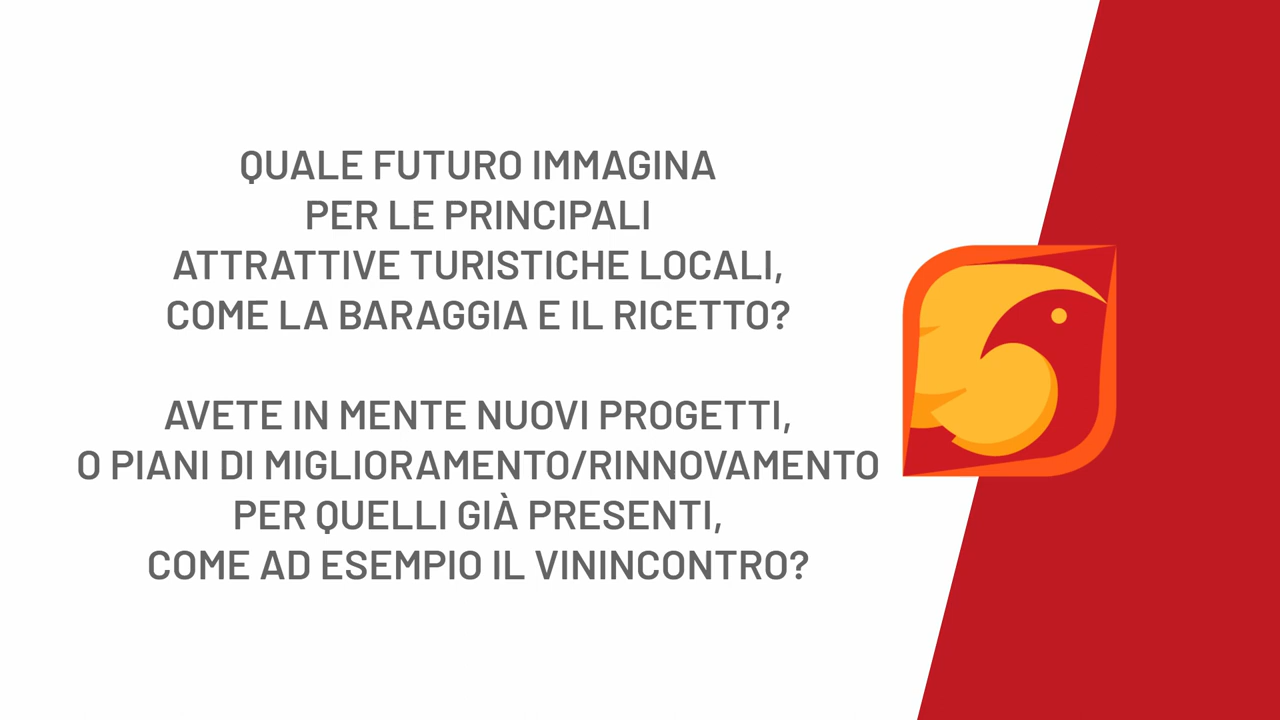 QUALE FUTURO IMMAGINA
PER LE PRINCIPALI
ATTRATTIVE TURISTICHE LOCALI,
COME LA BARAGGIA E IL RICETTO?
AVETE IN MENTE NUOVI PROGETTI,
O PIANI DI MIGLIORAMENTO/RINNOVAMENTO
PER QUELLI GIÀ PRESENTI,
COME AD ESEMPIO IL VININCONTRO?